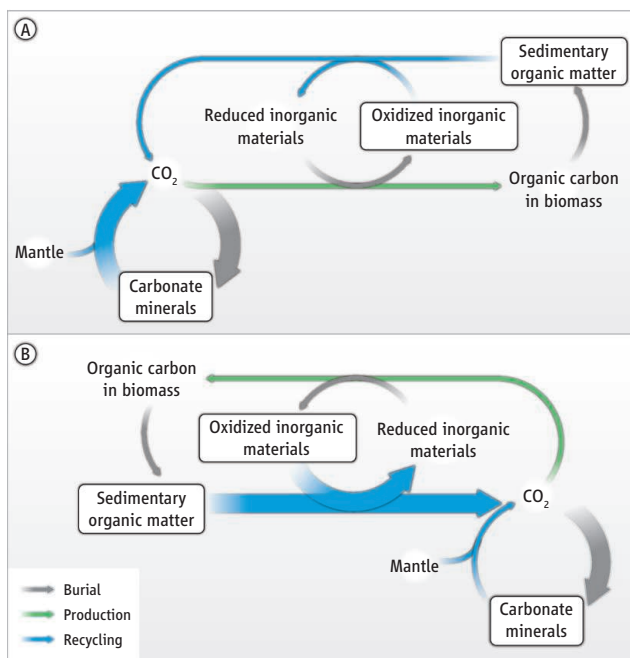 A
Sedimentary
organic matter
Reduced inorganic
materials
Oxidized inorganic
materials
CO₂
Organic carbon
in biomass
Mantle
Carbonate
minerals
B
Organic carbon
in biomass
Oxidized inorganic
materials
Reduced inorganic
materials
Sedimentary
organic matter
CO₂
Mantle
Carbonate
minerals
Burial
Production
Recycling